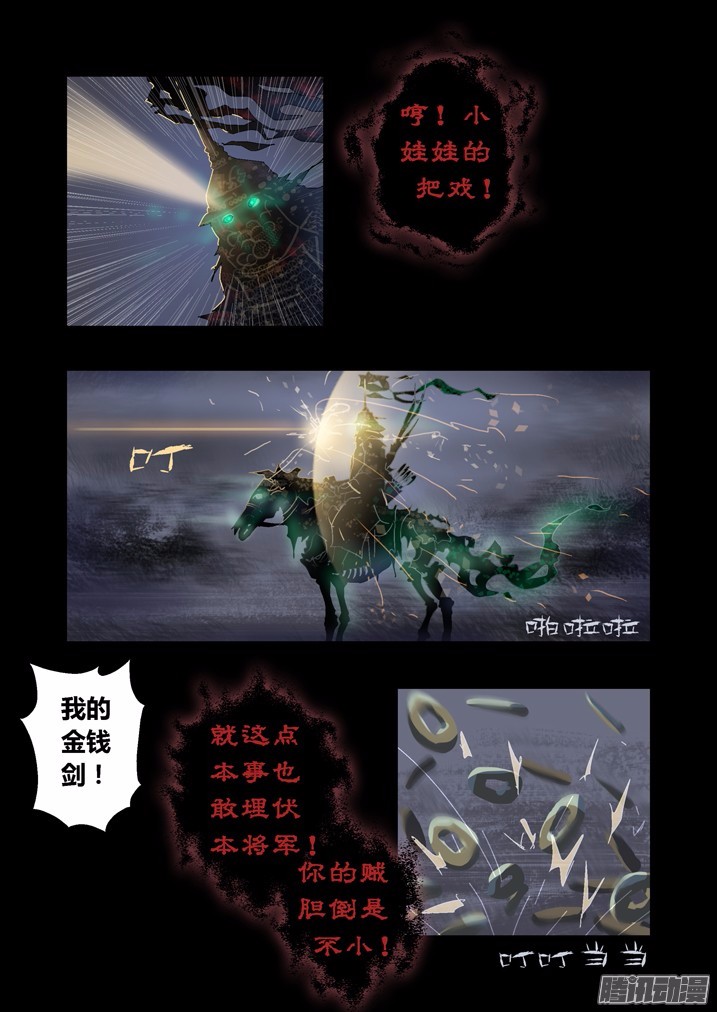 哼！小
娃娃的
把戏！
叮
啪啦啦
我的
金钱
剑！
就这点
本事也
敢埋伏
本将军！
你的贼
胆倒是
不小！
叮叮当当
腾讯动漫